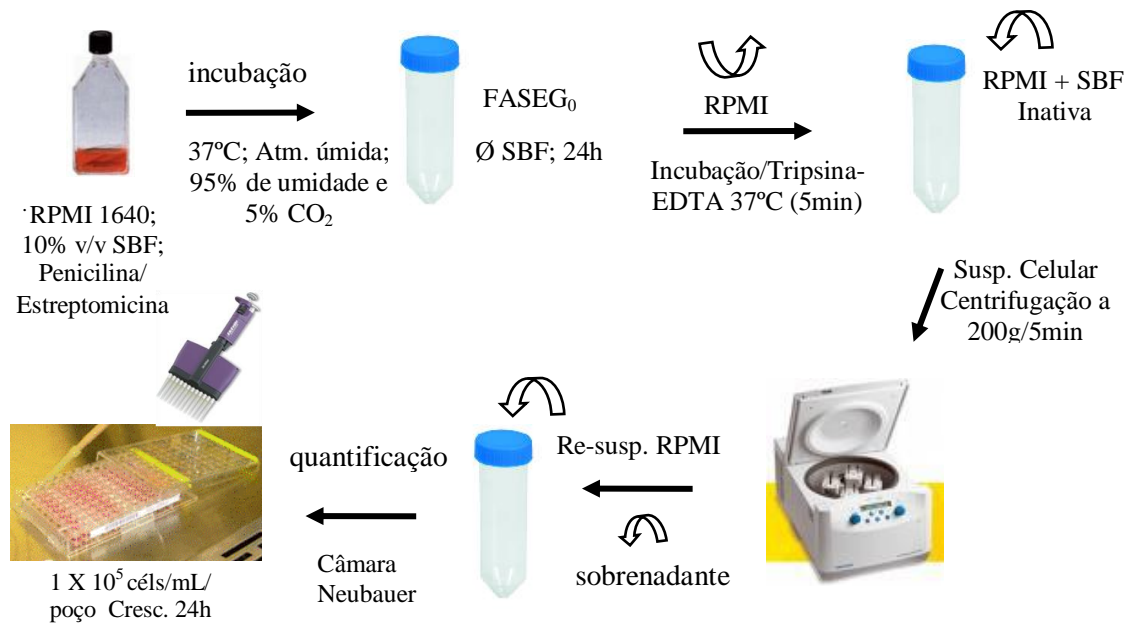 incubação
37ºC; Atm. úmida;
95% de umidade e
5% CO₂
˙RPMI 1640;
10% v/v SBF;
Penicilina/
Estreptomicina
FASEG₀
Ø SBF; 24h
RPMI
Incubação/Tripsina-
EDTA 37ºC (5min)
RPMI + SBF
Inativa
Susp. Celular
Centrifugação a
200g/5min
Re-susp. RPMI
sobrenadante
quantificação
Câmara
Neubauer
1 X 10⁵ céls/mL/
poço Cresc. 24h